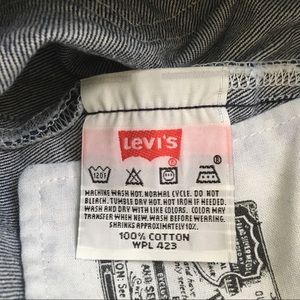 LEVI'S
®
120F
MACHINE WASH HOT. NORMAL CYCLE. DO NOT
BLEACH. TUMBLE DRY HOT. HOT IRON IF NEEDED.
WASH AND DRY WITH LIKE COLORS. COLOR MAY
TRANSFER WHEN NEW. WASH BEFORE WEARING.
SHRINKS APPROXIMATELY 10%.
100% COTTON
WPL 423